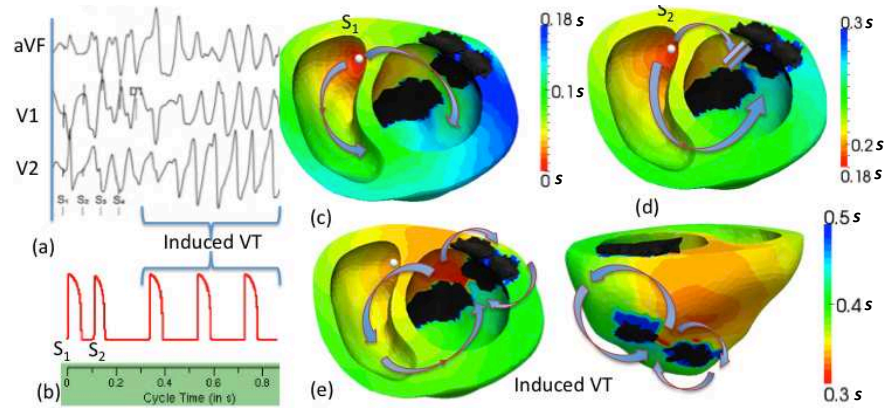 aVF
V1
V2
S₁ S₂ S₃ S₄
(a)
Induced VT
S₁ S₂
(b)
0 0.2 0.4 0.6 0.8
Cycle Time (in s)
S₁
0.18 s
0.1 s
0 s
(c)
S₂
0.3 s
0.2 s
0.18 s
(d)
(e)
Induced VT
0.5 s
0.4 s
0.3 s